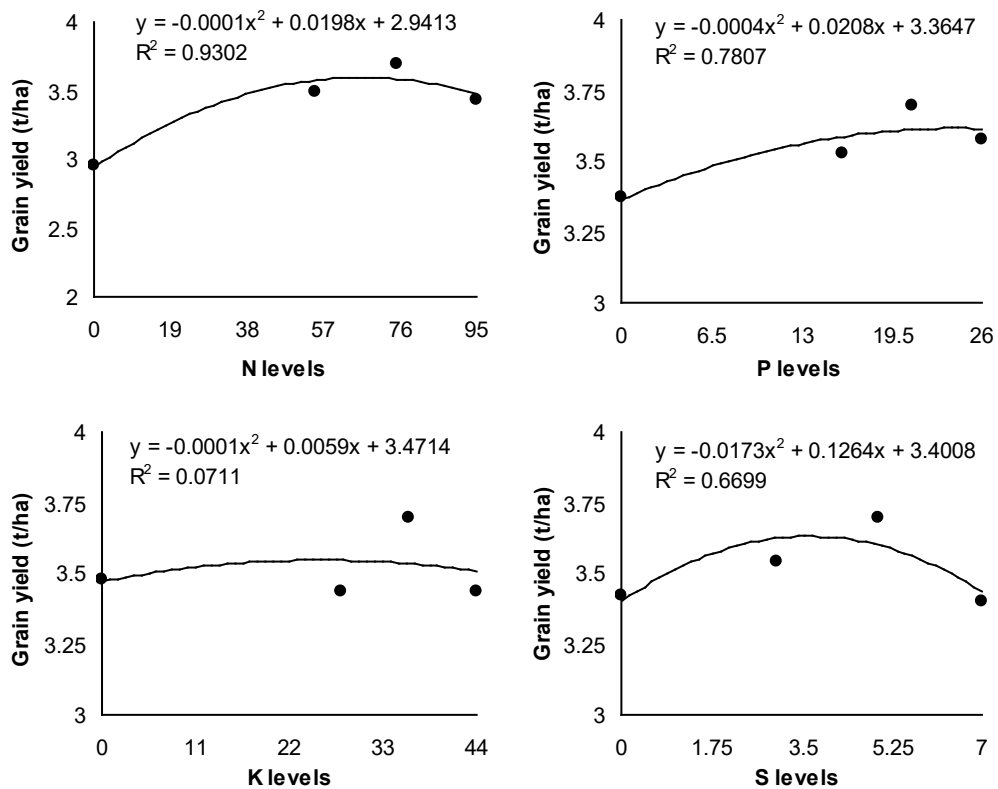 y = -0.0001x² + 0.0198x + 2.9413
R² = 0.9302
Grain yield (t/ha)
4
3.5
3
2.5
2
0 19 38 57 76 95
N levels
y = -0.0004x² + 0.0208x + 3.3647
R² = 0.7807
Grain yield (t/ha)
4
3.75
3.5
3.25
3
0 6.5 13 19.5 26
P levels
y = -0.0001x² + 0.0059x + 3.4714
R² = 0.0711
Grain yield (t/ha)
4
3.75
3.5
3.25
3
0 11 22 33 44
K levels
y = -0.0173x² + 0.1264x + 3.4008
R² = 0.6699
Grain yield (t/ha)
4
3.75
3.5
3.25
3
0 1.75 3.5 5.25 7
S levels